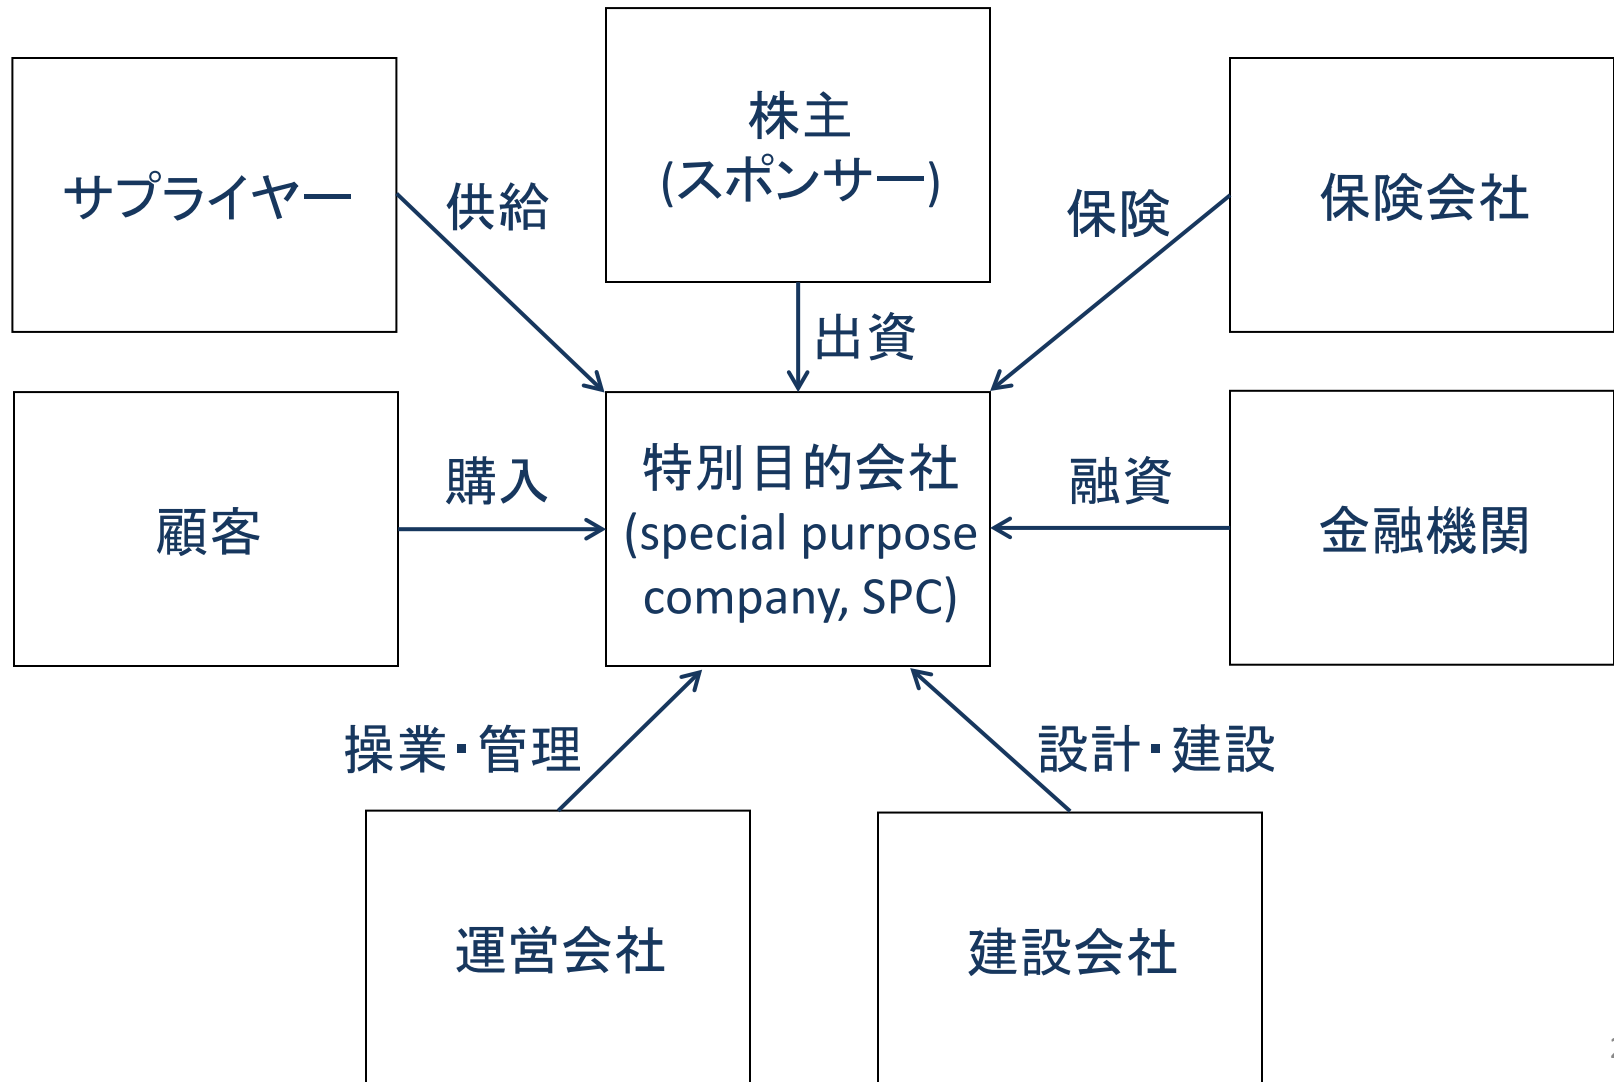 株主
(スポンサー)
サプライヤー
供給
保険
保険会社
出資
顧客
購入
特別目的会社
(special purpose
company, SPC)
融資
金融機関
操業・管理
設計・建設
運営会社
建設会社